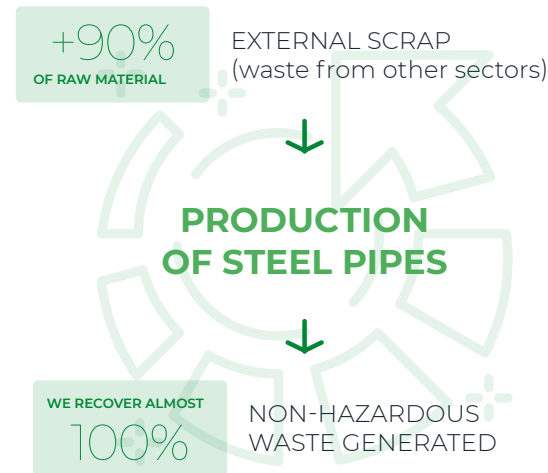 +90%
OF RAW MATERIAL
EXTERNAL SCRAP
(waste from other sectors)
PRODUCTION
OF STEEL PIPES
WE RECOVER ALMOST
100%
NON-HAZARDOUS
WASTE GENERATED